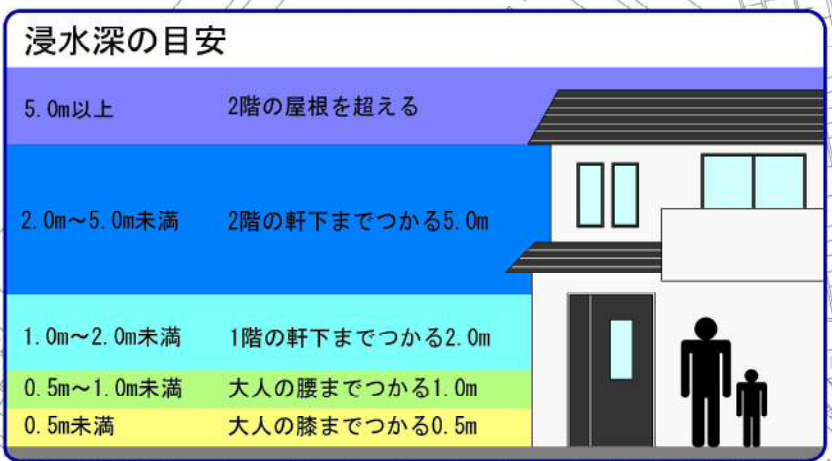 浸水深の目安
5.0m以上 2階の屋根を超える
2.0m～5.0m未満 2階の軒下までつかる5.0m
1.0m～2.0m未満 1階の軒下までつかる2.0m
0.5m～1.0m未満 大人の腰までつかる1.0m
0.5m未満 大人の膝までつかる0.5m